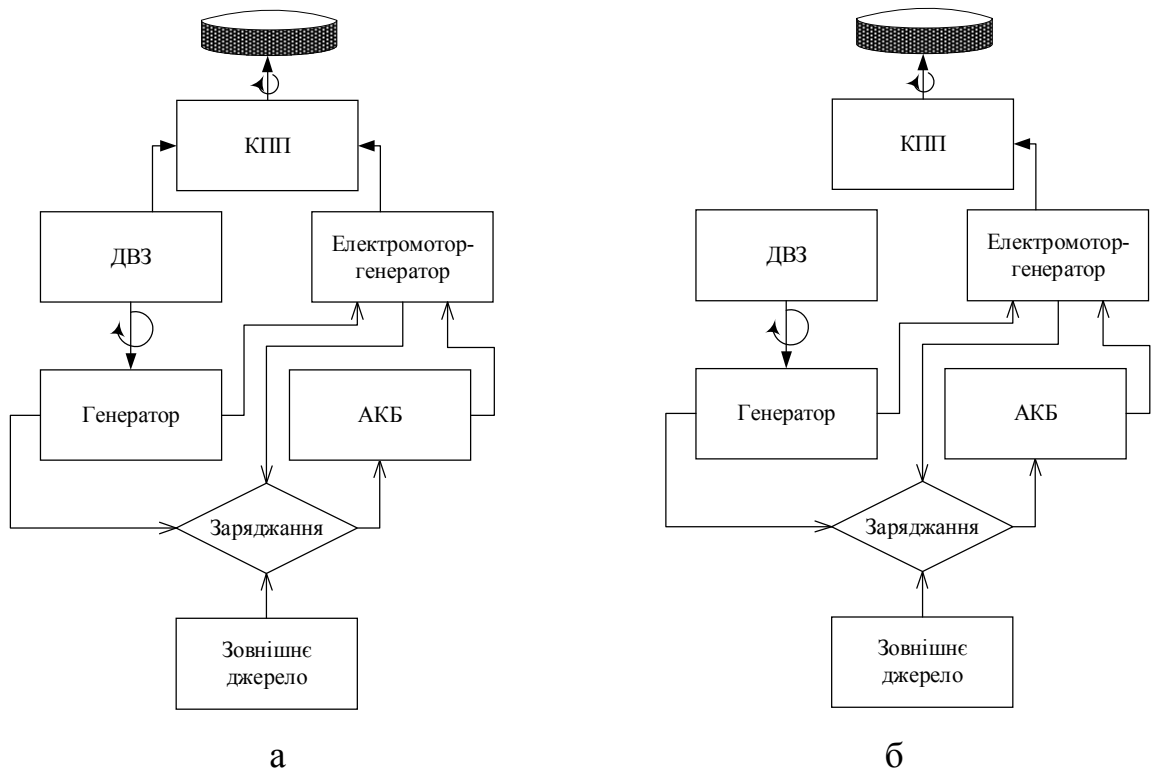 КПП
ДВЗ
Електромотор-
генератор
Генератор
АКБ
Заряджання
Зовнішнє
джерело
а
КПП
ДВЗ
Електромотор-
генератор
Генератор
АКБ
Заряджання
Зовнішнє
джерело
б